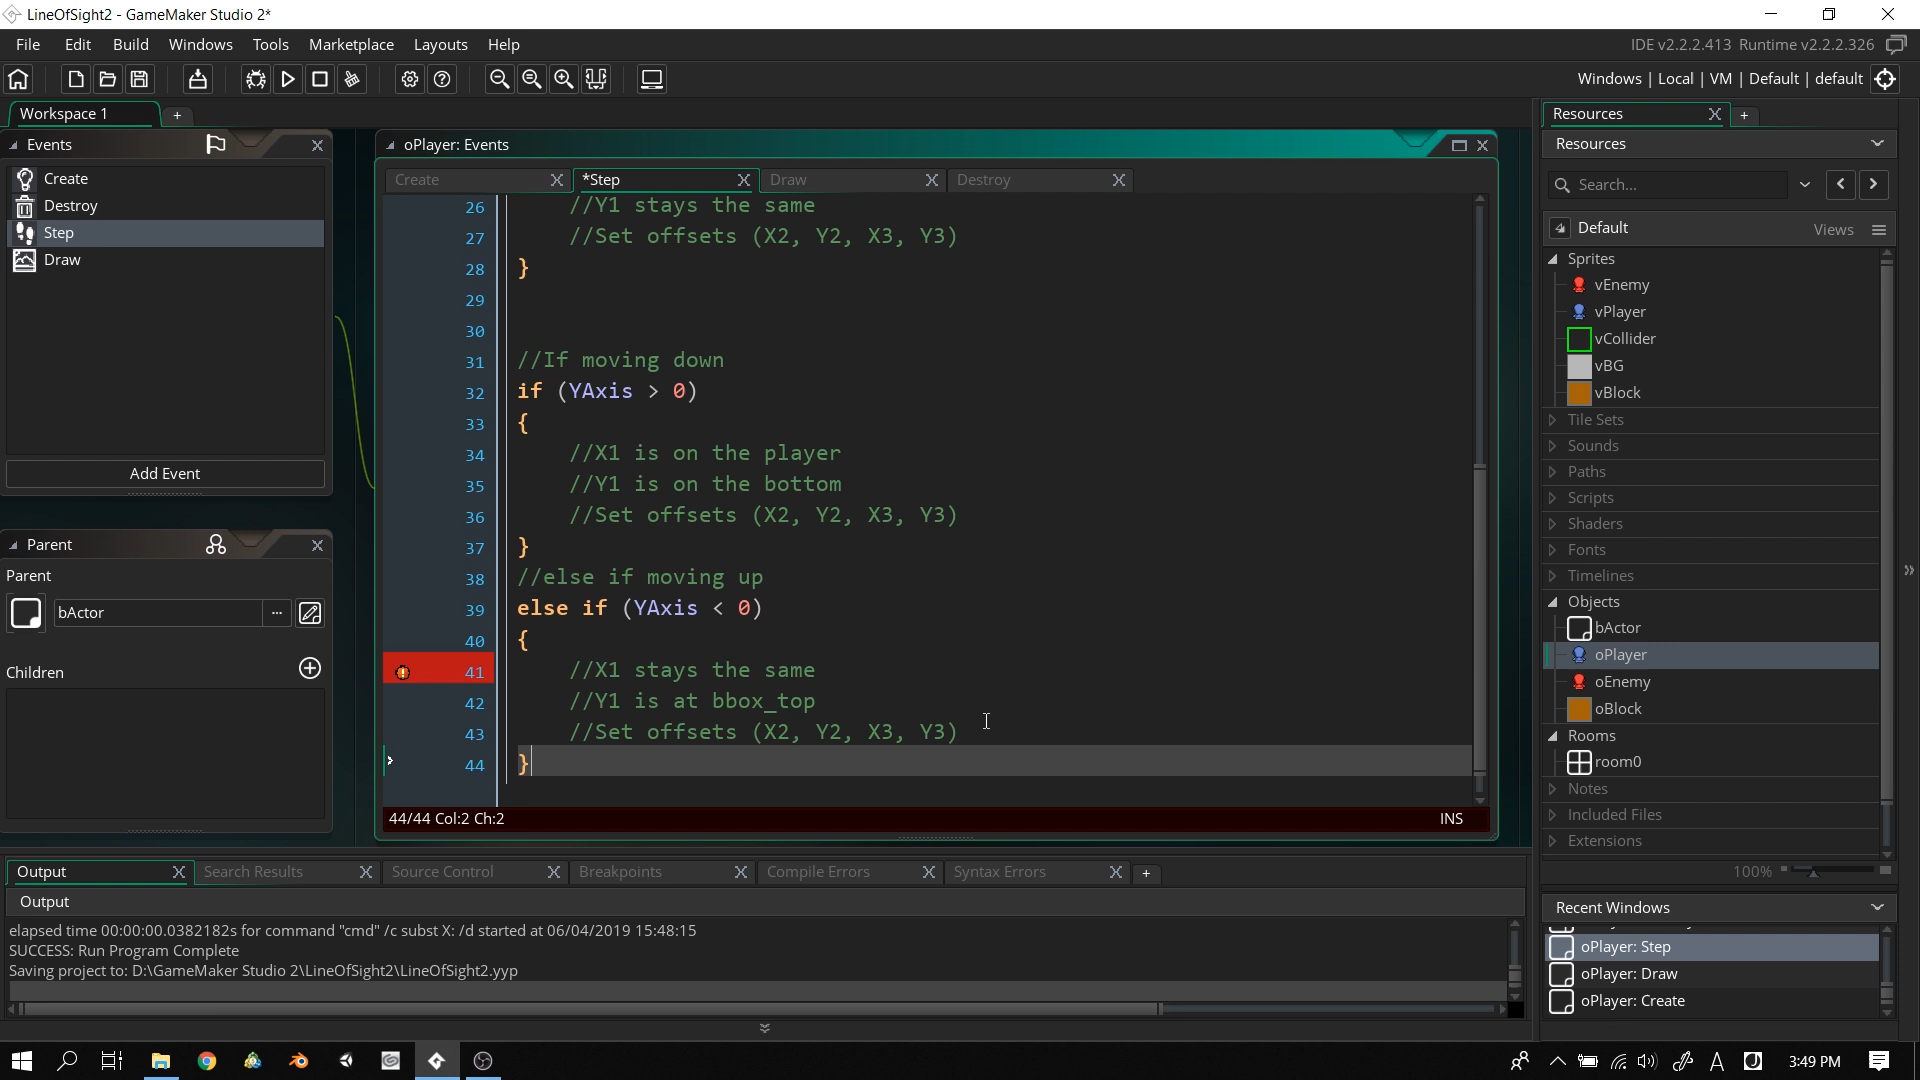 LineOfSight2 - GameMaker Studio 2*
File Edit Build Windows Tools Marketplace Layouts Help
IDE v2.2.2.413 Runtime v2.2.2.326
Windows | Local | VM | Default | default
Workspace 1
+
Events
Create
Destroy
Step
Draw
Add Event
Parent
Parent
bActor
...
Children
oPlayer: Events
Create
*Step
Draw
Destroy
26 //Y1 stays the same
27 //Set offsets (X2, Y2, X3, Y3)
28 }
29
30
31 //If moving down
32 if (YAxis > 0)
33 {
34 //X1 is on the player
35 //Y1 is on the bottom
36 //Set offsets (X2, Y2, X3, Y3)
37 }
38 //else if moving up
39 else if (YAxis < 0)
40 {
41 //X1 stays the same
42 //Y1 is at bbox_top
43 //Set offsets (X2, Y2, X3, Y3)
44 }
44/44 Col:2 Ch:2
INS
Resources
+
Resources
Search...
Default
Views
Sprites
vEnemy
vPlayer
vCollider
vBG
vBlock
Tile Sets
Sounds
Paths
Scripts
Shaders
Fonts
Timelines
Objects
bActor
oPlayer
oEnemy
oBlock
Rooms
room0
Notes
Included Files
Extensions
100%
Recent Windows
oPlayer: Step
oPlayer: Draw
oPlayer: Create
Output
Search Results
Source Control
Breakpoints
Compile Errors
Syntax Errors
+
Output
elapsed time 00:00:00.0382182s for command "cmd" /c subst X: /d started at 06/04/2019 15:48:15
SUCCESS: Run Program Complete
Saving project to: D:\GameMaker Studio 2\LineOfSight2\LineOfSight2.yyp
A
3:49 PM